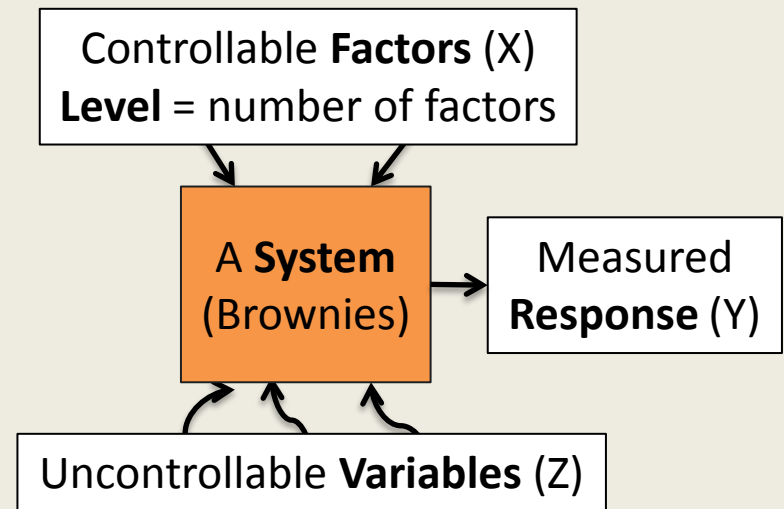 Controllable Factors (X)
Level = number of factors
A System
(Brownies)
Measured
Response (Y)
Uncontrollable Variables (Z)